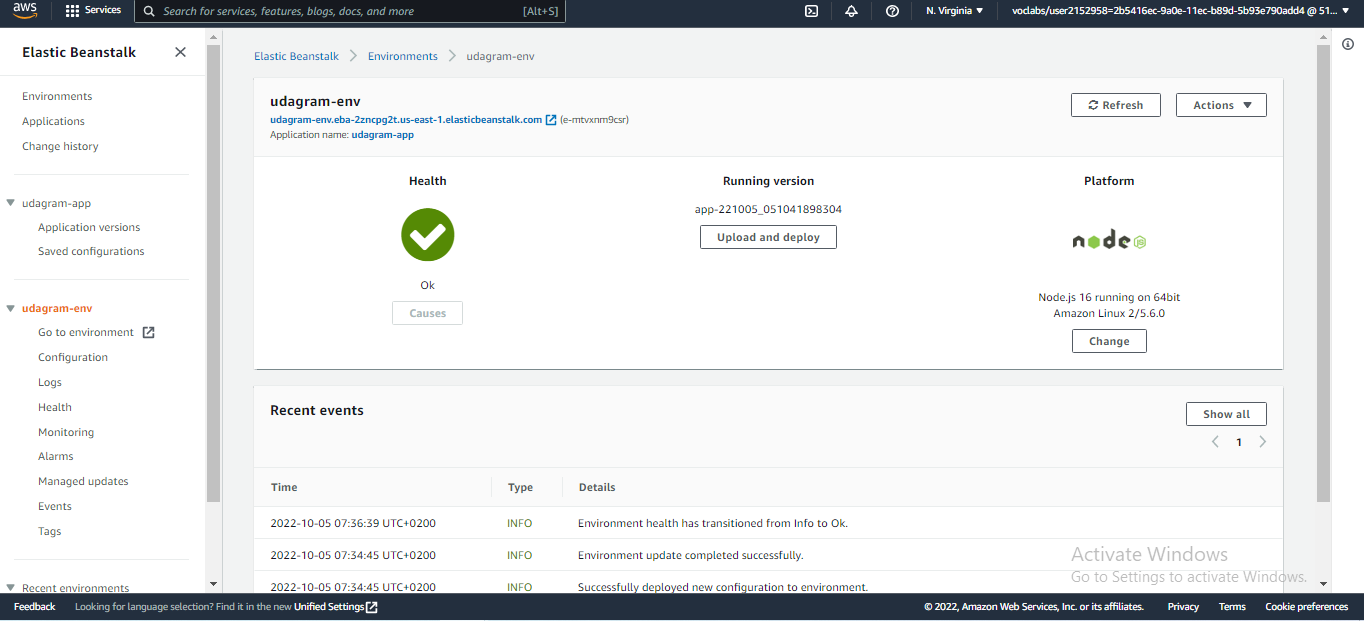 aws
Services
Search for services, features, blogs, docs, and more
[Alt+S]
N. Virginia
voclabs/user2152958=2b5416ec-9a0e-11ec-b89d-5b93e790add4 @ 51...
Elastic Beanstalk
Environments
Applications
Change history
udagram-app
Application versions
Saved configurations
udagram-env
Go to environment
Configuration
Logs
Health
Monitoring
Alarms
Managed updates
Events
Tags
Recent environments
Elastic Beanstalk > Environments > udagram-env
udagram-env
udagram-env.eba-2zncpg2t.us-east-1.elasticbeanstalk.com (e-mtvxnm9csr)
Application name: udagram-app
Refresh
Actions
Health
Ok
Causes
Running version
app-221005_051041898304
Upload and deploy
Platform
node JS
Node.js 16 running on 64bit
Amazon Linux 2/5.6.0
Change
Recent events
Show all
1
Time Type Details
2022-10-05 07:36:39 UTC+0200 INFO Environment health has transitioned from Info to Ok.
2022-10-05 07:34:45 UTC+0200 INFO Environment update completed successfully.
2022-10-05 07:34:45 UTC+0200 INFO Successfully deployed new configuration to environment.
Activate Windows
Go to Settings to activate Windows.
Feedback
Looking for language selection? Find it in the new Unified Settings
© 2022, Amazon Web Services, Inc. or its affiliates.
Privacy
Terms
Cookie preferences